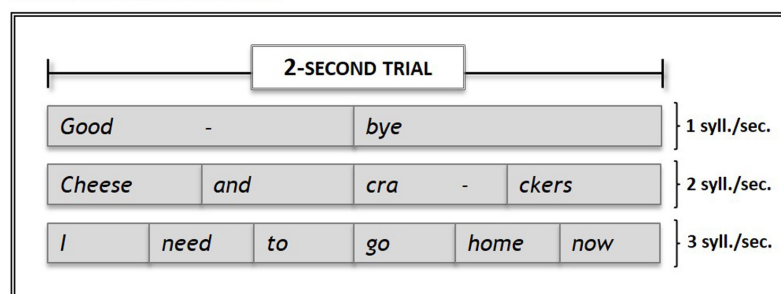 2-SECOND TRIAL
Good - bye 1 syll./sec.
Cheese and cra - ckers 2 syll./sec.
I need to go home now 3 syll./sec.